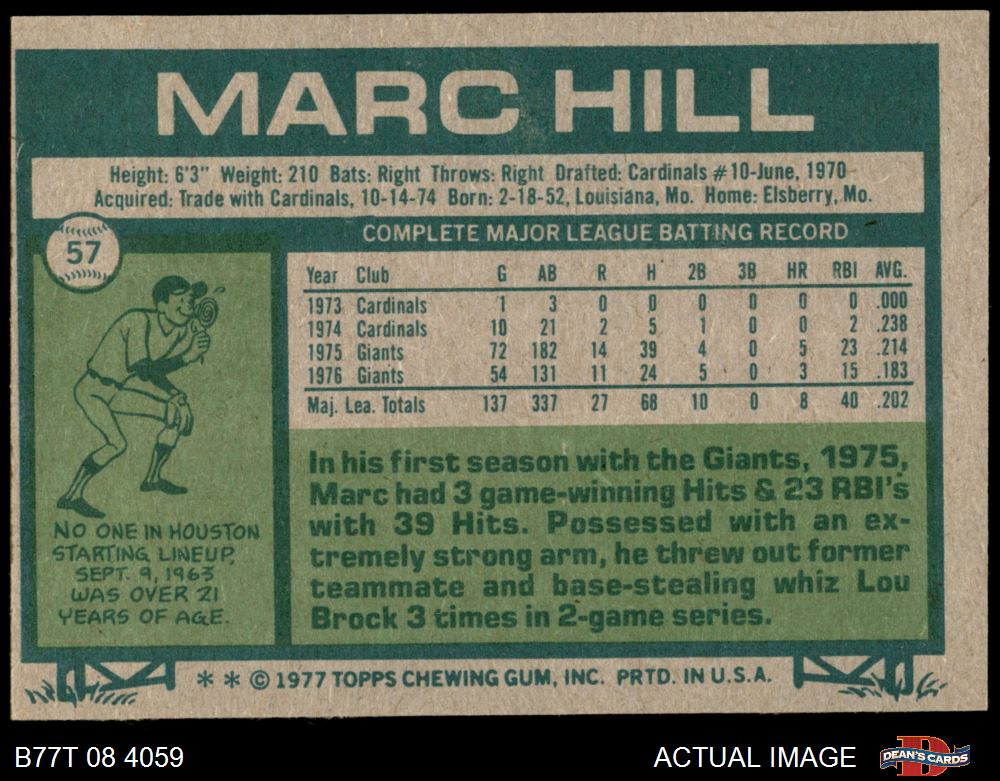 MARC HILL
Height: 6'3" Weight: 210 Bats: Right Throws: Right Drafted: Cardinals #10-June, 1970
Acquired: Trade with Cardinals, 10-14-74 Born: 2-18-52, Louisiana, Mo. Home: Elsberry, Mo.
57
COMPLETE MAJOR LEAGUE BATTING RECORD
Year Club G AB R H 2B 3B HR RBI AVG.
1973 Cardinals 1 3 0 0 0 0 0 0 .000
1974 Cardinals 10 21 2 5 1 0 0 2 .238
1975 Giants 72 182 14 39 4 0 5 23 .214
1976 Giants 54 131 11 24 5 0 3 15 .183
Maj. Lea. Totals 137 337 27 68 10 0 8 40 .202
In his first season with the Giants, 1975,
Marc had 3 game-winning Hits & 23 RBI's
with 39 Hits. Possessed with an ex-
tremely strong arm, he threw out former
teammate and base-stealing whiz Lou
Brock 3 times in 2-game series.
NO ONE IN HOUSTON
STARTING LINEUP,
SEPT. 9, 1963
WAS OVER 21
YEARS OF AGE.
* * © 1977 TOPPS CHEWING GUM, INC. PRTD. IN U.S.A.
B77T 08 4059
ACTUAL IMAGE
DEAN'S CARDS